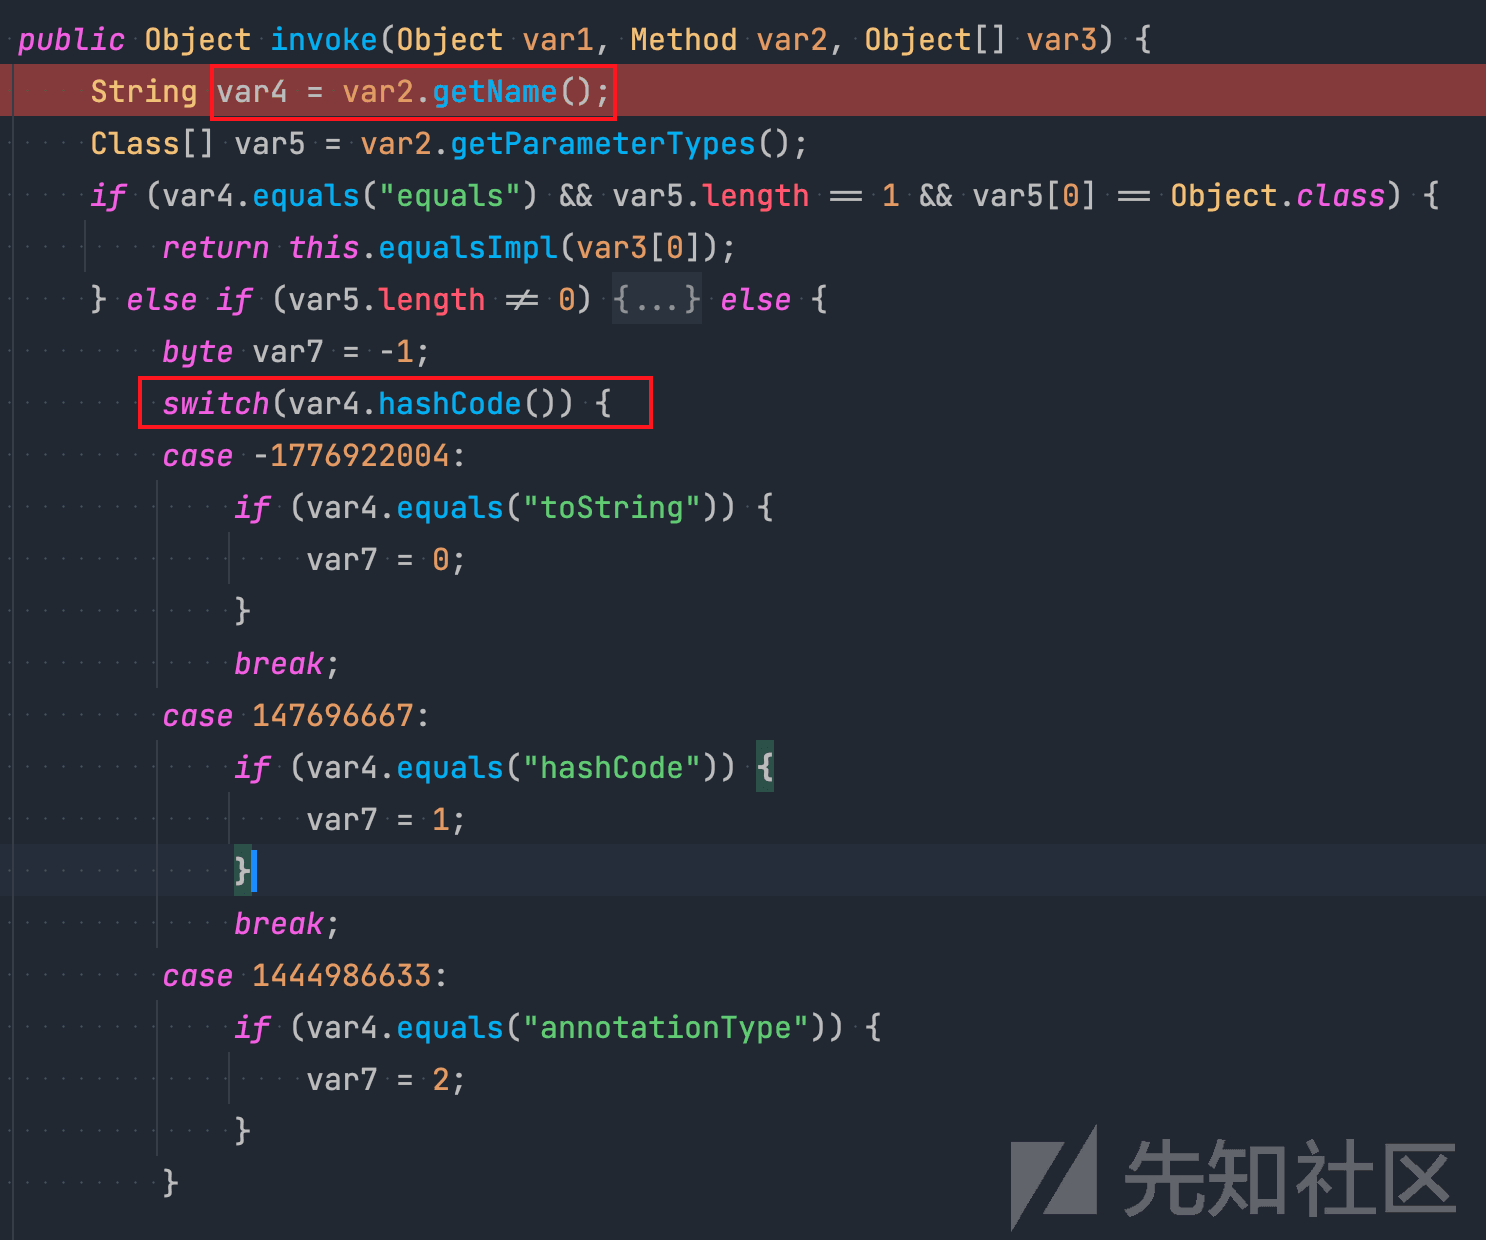 public Object invoke(Object var1, Method var2, Object[] var3) {
String var4 = var2.getName();
Class[] var5 = var2.getParameterTypes();
if (var4.equals("equals") && var5.length == 1 && var5[0] == Object.class) {
return this.equalsImpl(var3[0]);
} else if (var5.length ≠ 0) {...} else {
byte var7 = -1;
switch(var4.hashCode()) {
case -1776922004:
if (var4.equals("toString")) {
var7 = 0;
}
break;
case 147696667:
if (var4.equals("hashCode")) {
var7 = 1;
}
break;
case 1444986633:
if (var4.equals("annotationType")) {
var7 = 2;
}
}
先知社区